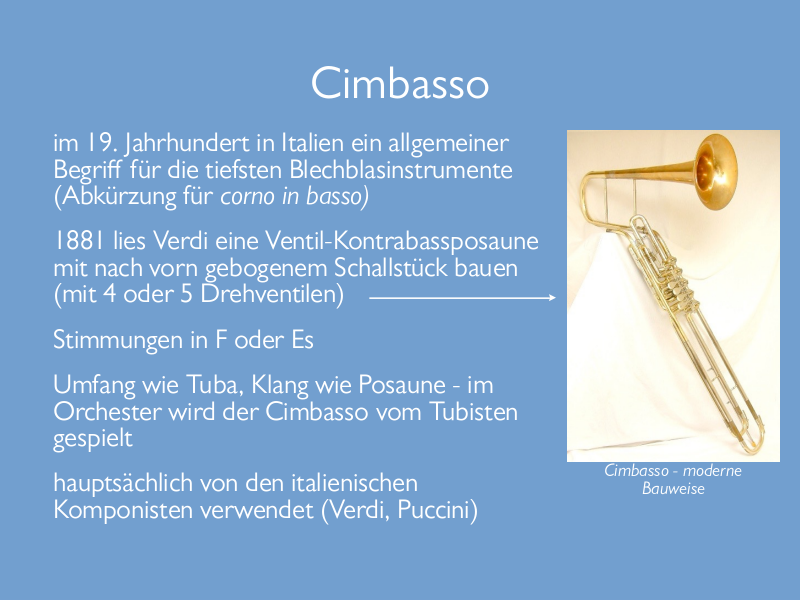 Cimbasso
im 19. Jahrhundert in Italien ein allgemeiner
Begriff für die tiefsten Blechblasinstrumente
(Abkürzung für corno in basso)
1881 lies Verdi eine Ventil-Kontrabassposaune
mit nach vorn gebogenem Schallstück bauen
(mit 4 oder 5 Drehventilen)
Stimmungen in F oder Es
Umfang wie Tuba, Klang wie Posaune - im
Orchester wird der Cimbasso vom Tubisten
gespielt
hauptsächlich von den italienischen
Komponisten verwendet (Verdi, Puccini)
Cimbasso - moderne
Bauweise